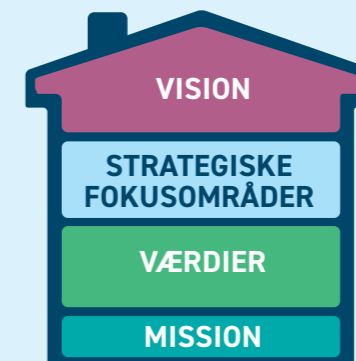 VISION
STRATEGISKE
FOKUSOMRÅDER
VÆRDIER
MISSION